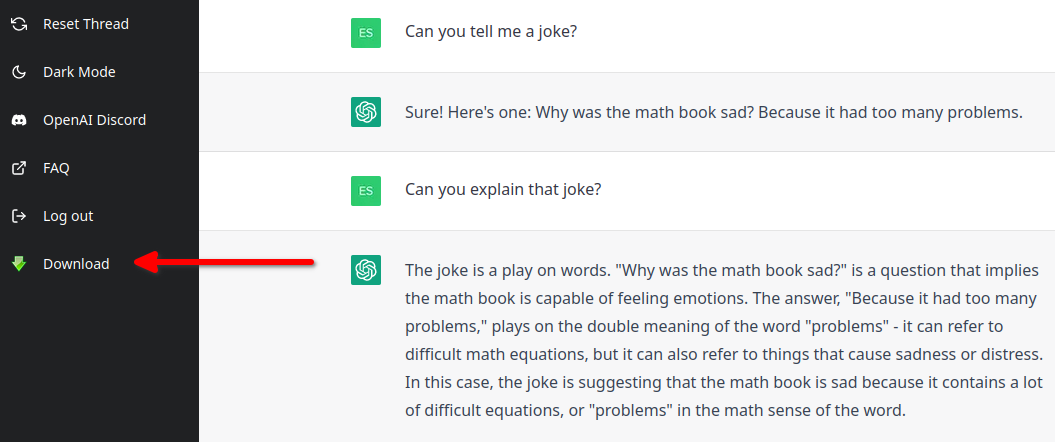 Reset Thread
Dark Mode
OpenAI Discord
FAQ
Log out
Download
ES
Can you tell me a joke?
Sure! Here's one: Why was the math book sad? Because it had too many problems.
ES
Can you explain that joke?
The joke is a play on words. "Why was the math book sad?" is a question that implies
the math book is capable of feeling emotions. The answer, "Because it had too many
problems," plays on the double meaning of the word "problems" - it can refer to
difficult math equations, but it can also refer to things that cause sadness or distress.
In this case, the joke is suggesting that the math book is sad because it contains a lot
of difficult equations, or "problems" in the math sense of the word.